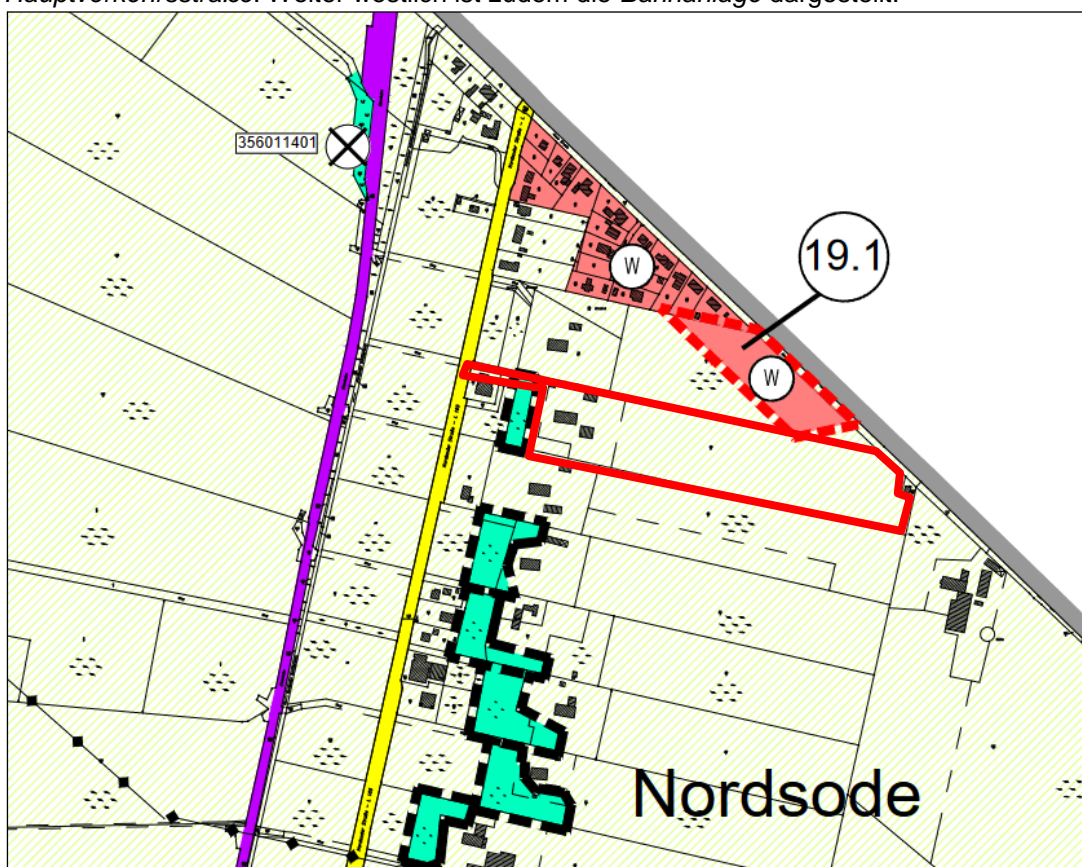 Hauptverkehrsstraße. Weiter westlich ist zudem die Bahnanlage dargestellt.
356011401
19.1
W
W
Nordsode